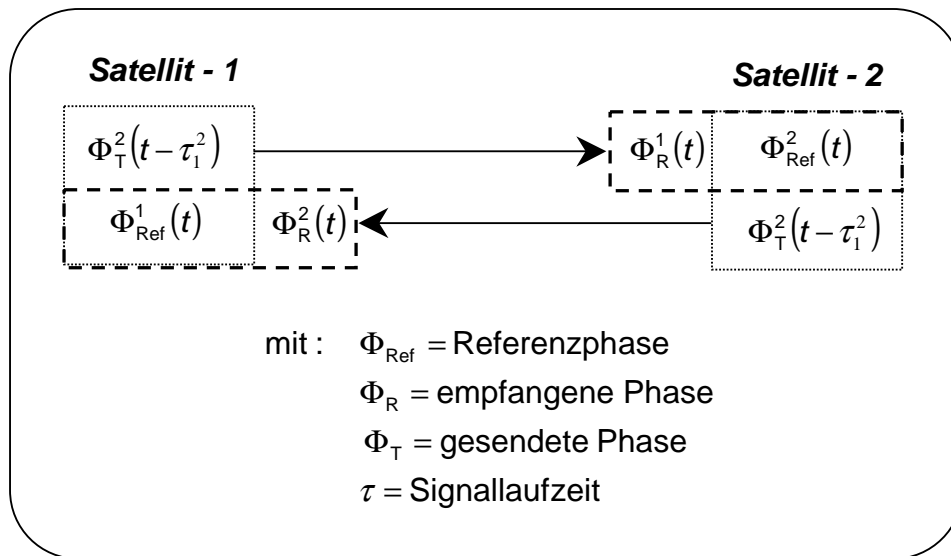 Satellit - 1
Satellit - 2
Φ_T^2(t − τ_1^2)
Φ_R^1(t)
Φ_Ref^2(t)
Φ_Ref^1(t)
Φ_R^2(t)
Φ_T^2(t − τ_1^2)
mit : Φ_Ref = Referenzphase
Φ_R = empfangene Phase
Φ_T = gesendete Phase
τ = Signallaufzeit